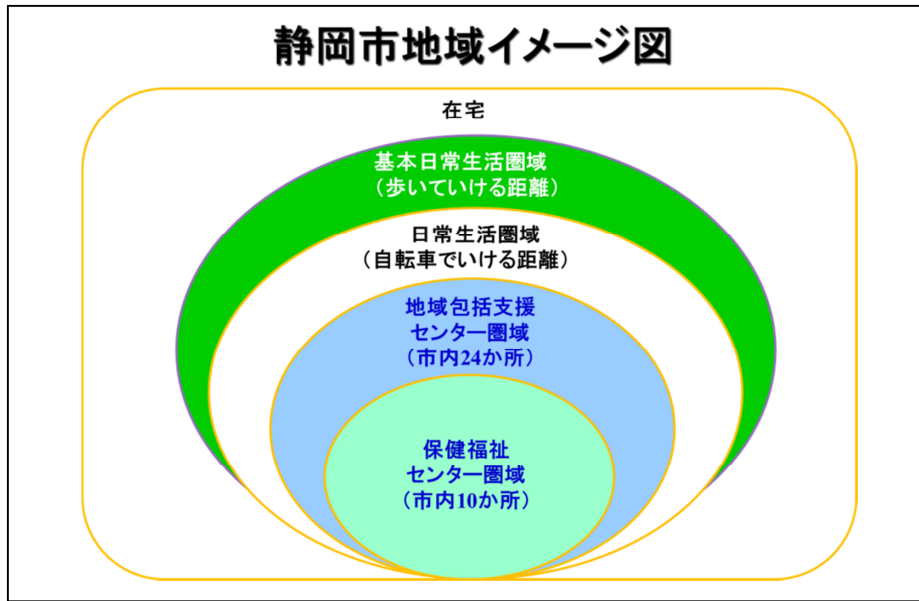 静岡市地域イメージ図
在宅
基本日常生活圏域
（歩いていける距離）
日常生活圏域
（自転車でいける距離）
地域包括支援
センター圏域
（市内24か所）
保健福祉
センター圏域
（市内10か所）